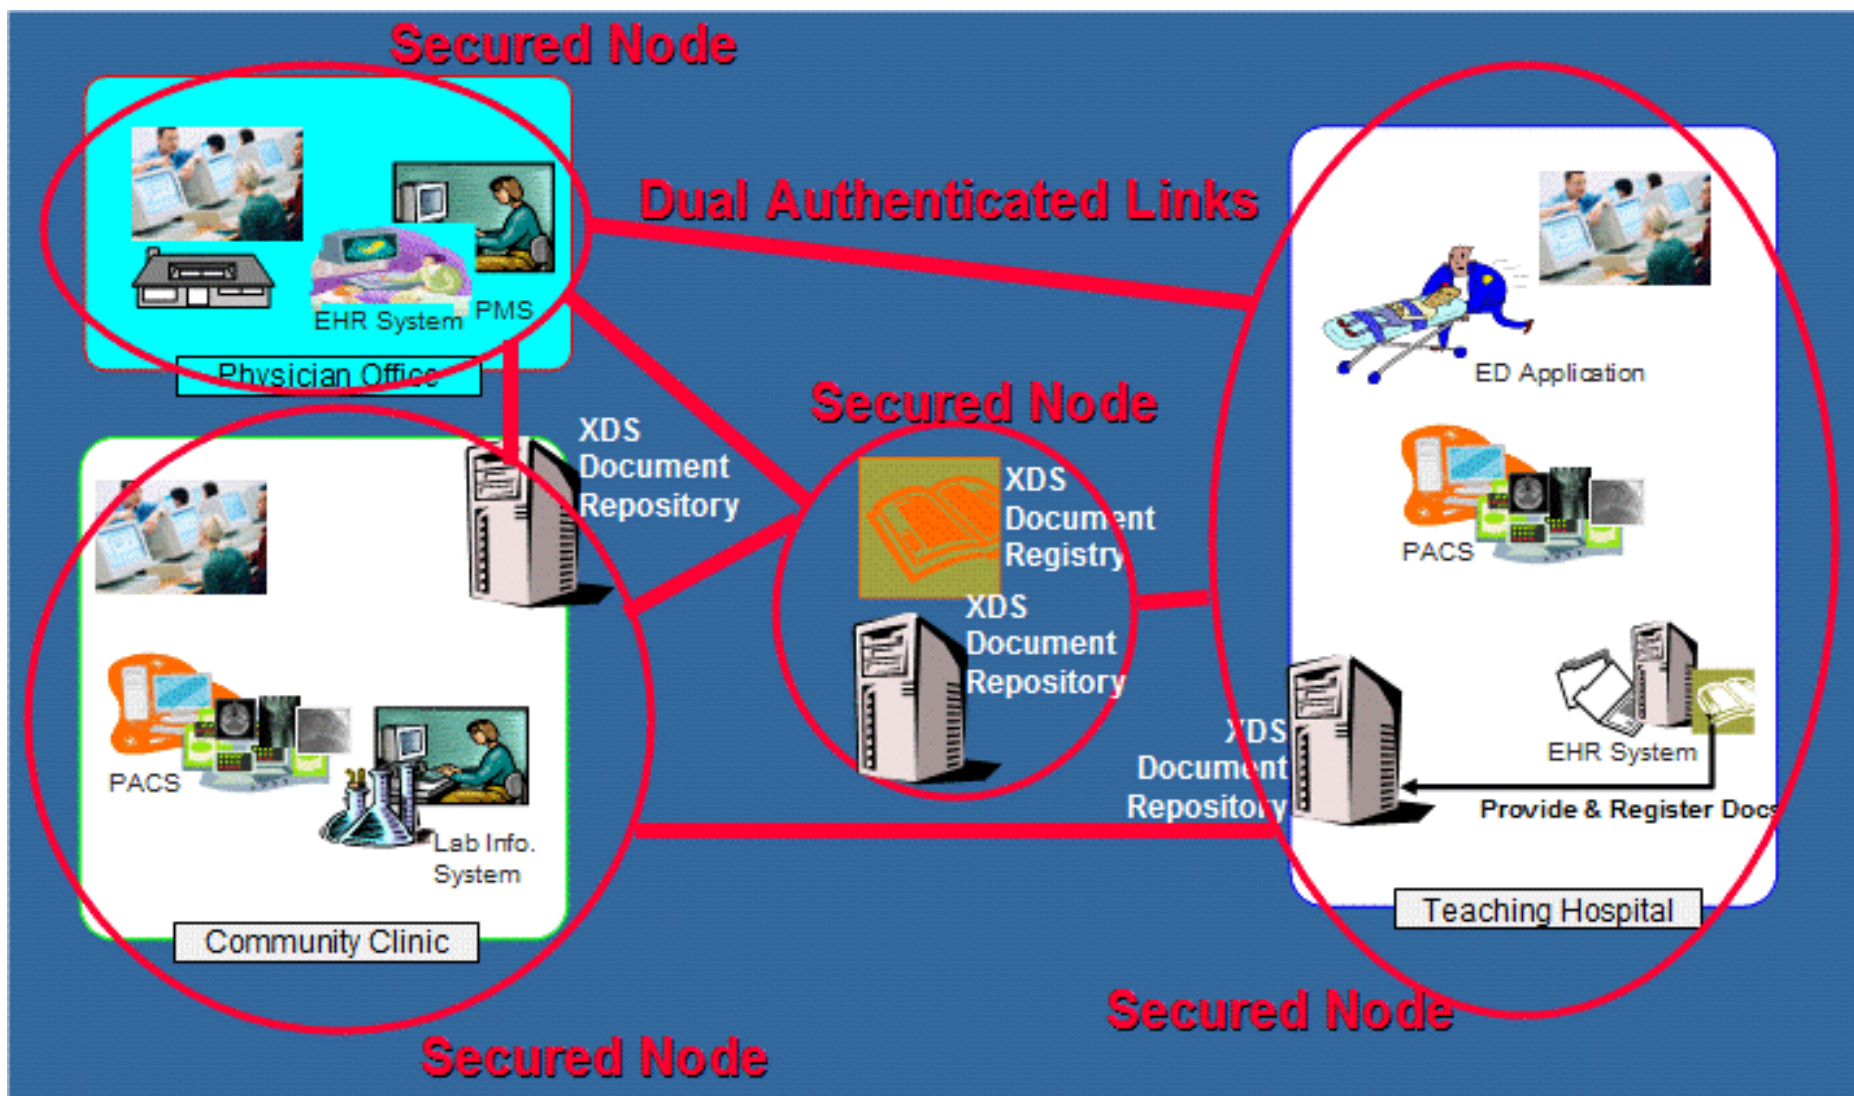 Secured Node
Dual Authenticated Links
EHR System
PMS
Physician Office
ED Application
Secured Node
XDS
Document
Repository
XDS
Document
Registry
PACS
XDS
Document
Repository
XDS
Document
Repository
EHR System
Provide & Register Docs
PACS
Lab Info.
System
Teaching Hospital
Community Clinic
Secured Node
Secured Node